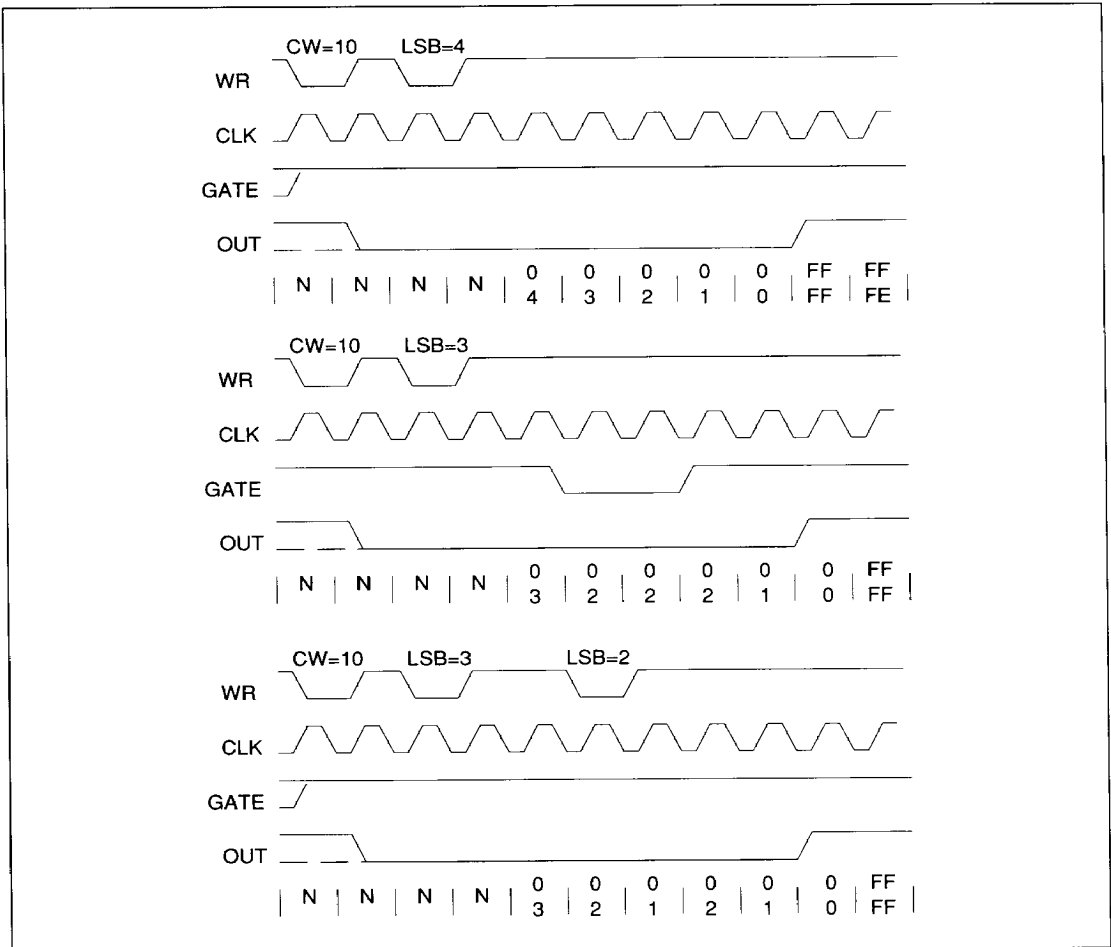 CW=10 LSB=4
WR
CLK
GATE
OUT
| N | N | N | N | 0 | 0 | 0 | 0 | 0 | FF | FF |
4 | 3 | 2 | 1 | 0 | FF | FE |
CW=10 LSB=3
WR
CLK
GATE
OUT
| N | N | N | N | 0 | 0 | 0 | 0 | 0 | 0 | FF |
3 | 2 | 2 | 2 | 1 | 0 | FF |
CW=10 LSB=3 LSB=2
WR
CLK
GATE
OUT
| N | N | N | N | 0 | 0 | 0 | 0 | 0 | 0 | FF |
3 | 2 | 1 | 2 | 1 | 0 | FF |